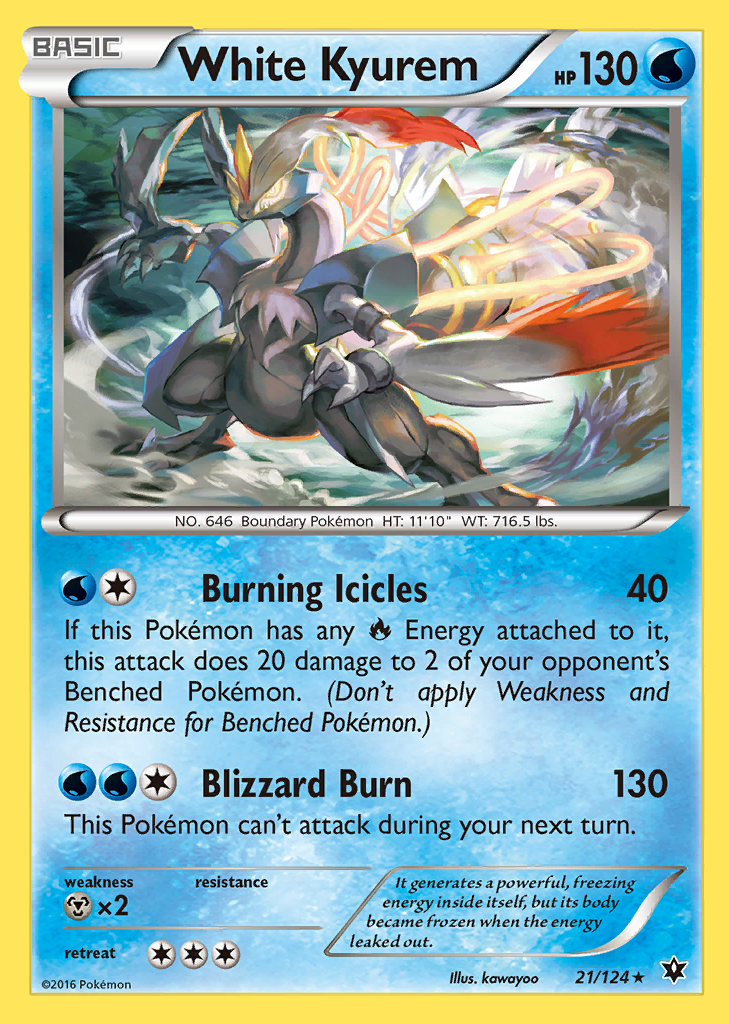 BASIC
White Kyurem
HP130
NO. 646 Boundary Pokémon HT: 11'10" WT: 716.5 lbs.
Burning Icicles 40
If this Pokémon has any Energy attached to it,
this attack does 20 damage to 2 of your opponent's
Benched Pokémon. (Don't apply Weakness and
Resistance for Benched Pokémon.)
Blizzard Burn 130
This Pokémon can't attack during your next turn.
weakness resistance
×2
retreat
It generates a powerful, freezing
energy inside itself, but its body
became frozen when the energy
leaked out.
©2016 Pokémon
Illus. kawayoo
21/124 ★